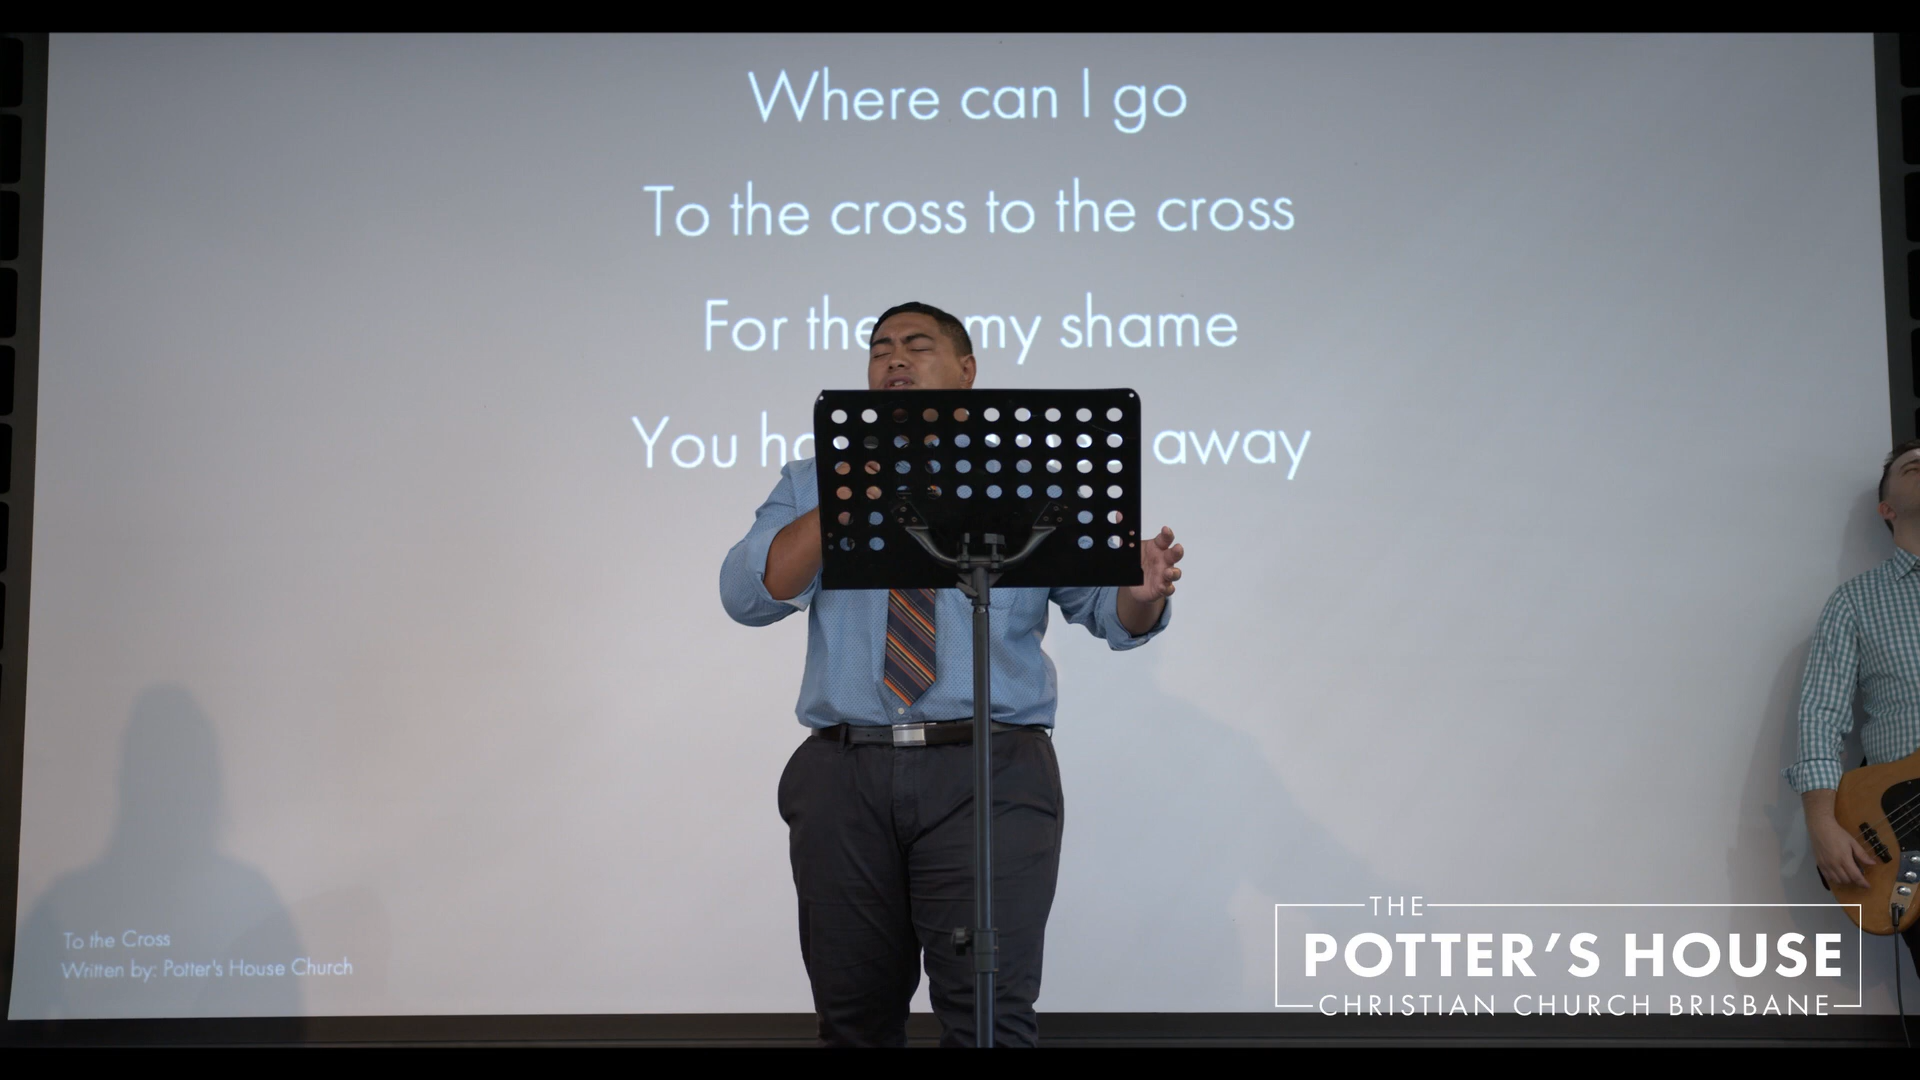 Where can I go
To the cross to the cross
For my shame
You away
To the Cross
Written by: Potter's House Church
THE
POTTER'S HOUSE
CHRISTIAN CHURCH BRISBANE